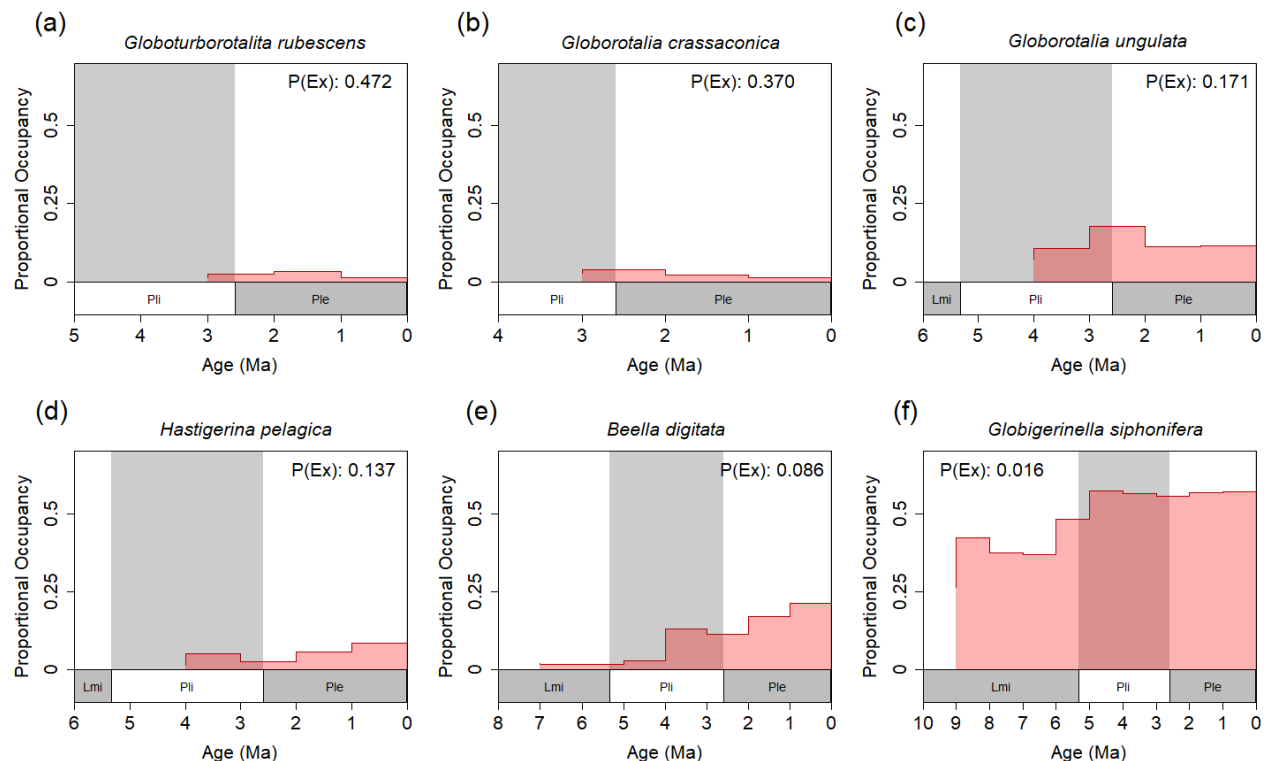 (a)
Globoturborotalita rubescens
P(Ex): 0.472
Proportional Occupancy
0.5
0.25
0
Pli Ple
5 4 3 2 1 0
Age (Ma)
(b)
Globorotalia crassaconica
P(Ex): 0.370
Proportional Occupancy
0.5
0.25
0
Pli Ple
4 3 2 1 0
Age (Ma)
(c)
Globorotalia ungulata
P(Ex): 0.171
Proportional Occupancy
0.5
0.25
0
Lmi Pli Ple
6 5 4 3 2 1 0
Age (Ma)
(d)
Hastigerina pelagica
P(Ex): 0.137
Proportional Occupancy
0.5
0.25
0
Lmi Pli Ple
6 5 4 3 2 1 0
Age (Ma)
(e)
Beella digitata
P(Ex): 0.086
Proportional Occupancy
0.5
0.25
0
Lmi Pli Ple
8 7 6 5 4 3 2 1 0
Age (Ma)
(f)
Globigerinella siphonifera
P(Ex): 0.016
Proportional Occupancy
0.5
0.25
0
Lmi Pli Ple
10 9 8 7 6 5 4 3 2 1 0
Age (Ma)